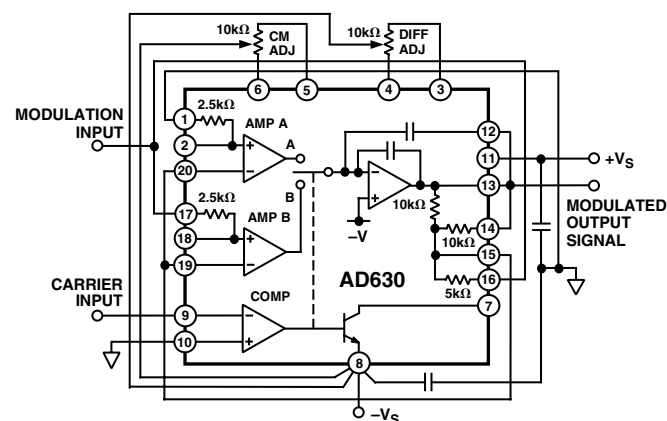 10kΩ
CM
ADJ
10kΩ
DIFF
ADJ
6
5
4
3
MODULATION
INPUT
1
2.5kΩ
AMP A
A
2
+
20
−
17
2.5kΩ
AMP B
B
18
+
19
−
−
+
−V
10kΩ
12
11
+VS
13
MODULATED
OUTPUT
SIGNAL
14
10kΩ
15
16
5kΩ
7
AD630
CARRIER
INPUT
COMP
9
−
10
+
8
−VS